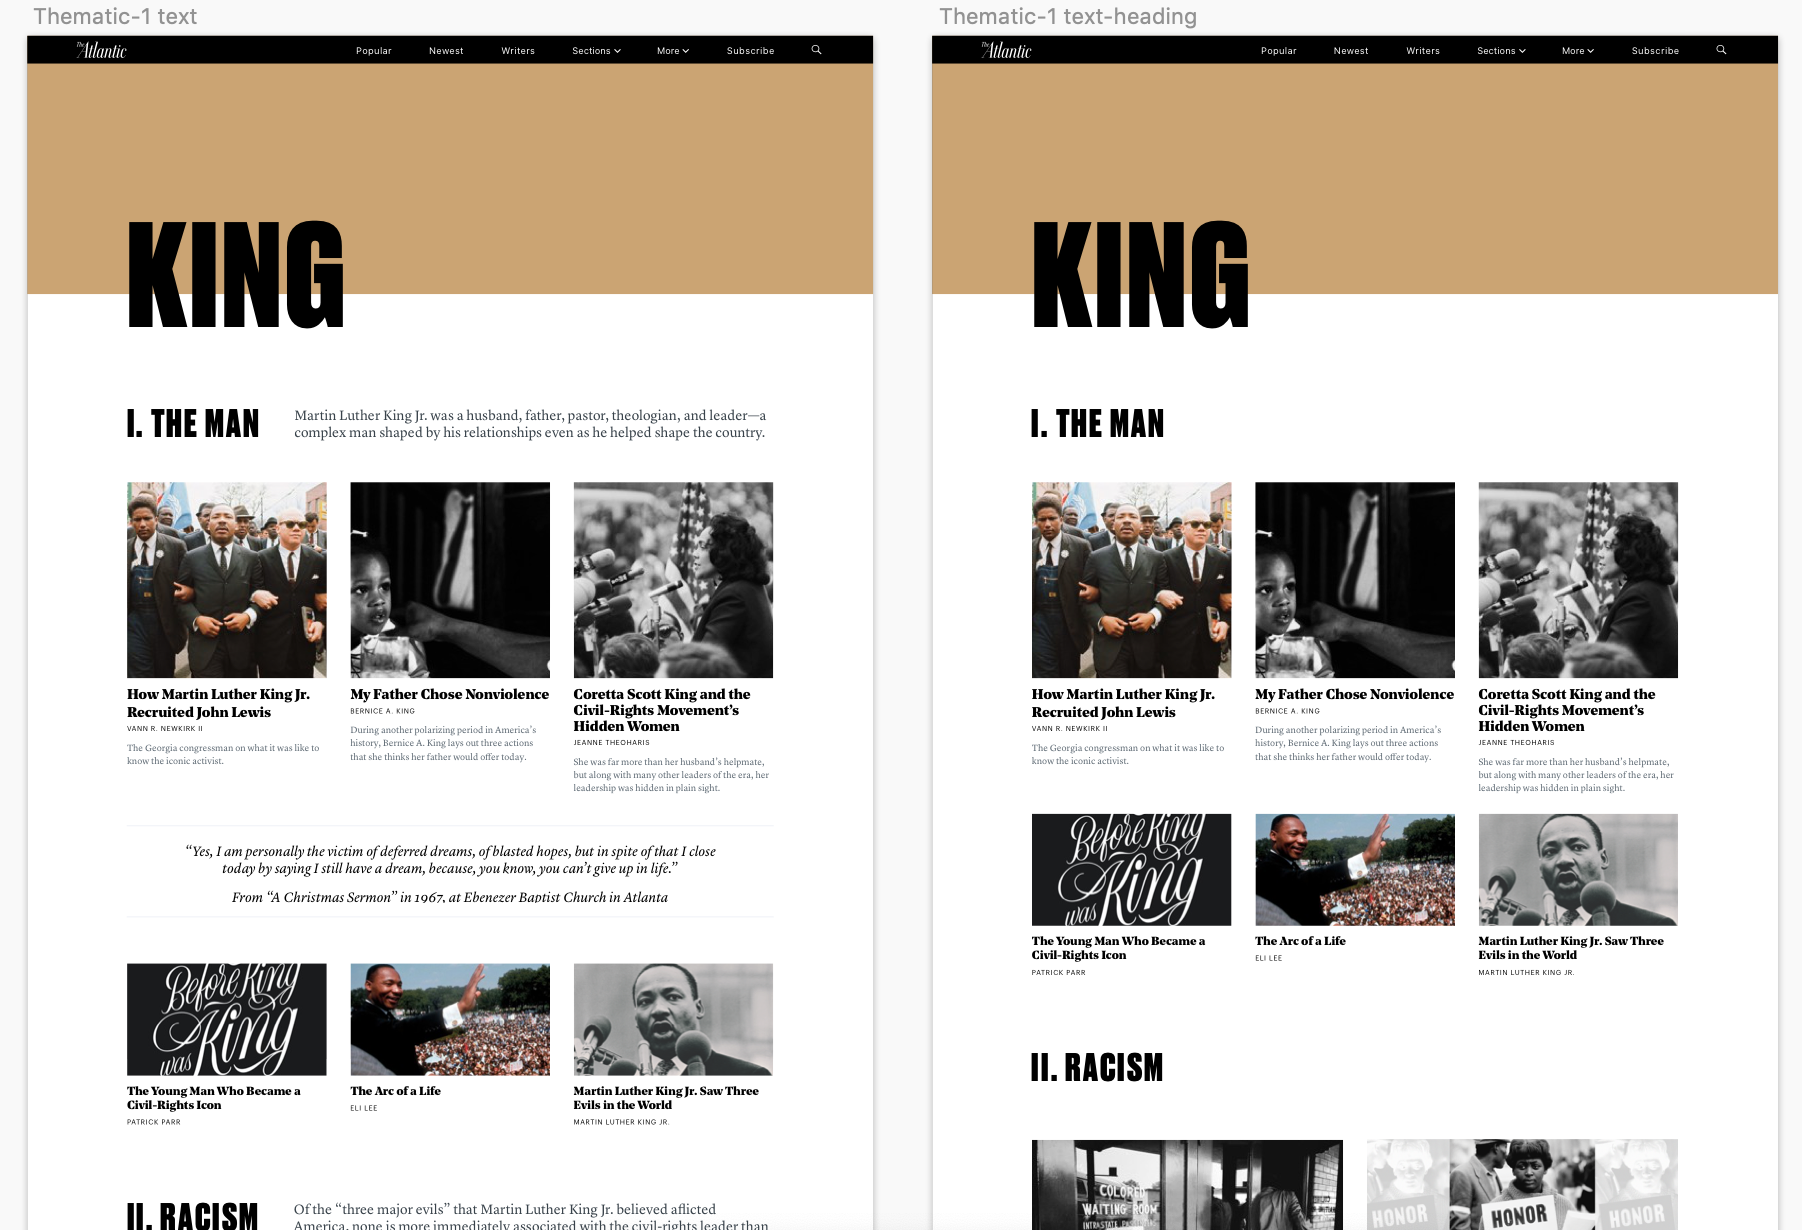 Thematic-1 text
The Atlantic
Popular Newest Writers Sections More Subscribe
KING
I. THE MAN
Martin Luther King Jr. was a husband, father, pastor, theologian, and leader—a
complex man shaped by his relationships even as he helped shape the country.
How Martin Luther King Jr.
Recruited John Lewis
VANN R. NEWKIRK II
The Georgia congressman on what it was like to
know the iconic activist.
My Father Chose Nonviolence
BERNICE A. KING
During another polarizing period in America’s
history, Bernice A. King lays out three actions
that she thinks her father would offer today.
Coretta Scott King and the
Civil-Rights Movement’s
Hidden Women
JEANNE THEOHARIS
She was far more than her husband’s helpmate,
but along with many other leaders of the era, her
leadership was hidden in plain sight.
“Yes, I am personally the victim of deferred dreams, of blasted hopes, but in spite of that I close
today by saying I still have a dream, because, you know, you can’t give up in life.”
From “A Christmas Sermon” in 1967, at Ebenezer Baptist Church in Atlanta
Before King
was King
The Young Man Who Became a
Civil-Rights Icon
PATRICK PARR
The Arc of a Life
ELI LEE
Martin Luther King Jr. Saw Three
Evils in the World
MARTIN LUTHER KING JR.
II. RACISM
Of the “three major evils” that Martin Luther King Jr. believed aflicted
America, none is more immediately associated with the civil-rights leader than
Thematic-1 text-heading
The Atlantic
Popular Newest Writers Sections More Subscribe
KING
I. THE MAN
How Martin Luther King Jr.
Recruited John Lewis
VANN R. NEWKIRK II
The Georgia congressman on what it was like to
know the iconic activist.
My Father Chose Nonviolence
BERNICE A. KING
During another polarizing period in America’s
history, Bernice A. King lays out three actions
that she thinks her father would offer today.
Coretta Scott King and the
Civil-Rights Movement’s
Hidden Women
JEANNE THEOHARIS
She was far more than her husband’s helpmate,
but along with many other leaders of the era, her
leadership was hidden in plain sight.
Before King
was King
The Young Man Who Became a
Civil-Rights Icon
PATRICK PARR
The Arc of a Life
ELI LEE
Martin Luther King Jr. Saw Three
Evils in the World
MARTIN LUTHER KING JR.
II. RACISM
COLORED
WAITING ROOM
INTRASTATE
HONOR
HONOR
HONOR